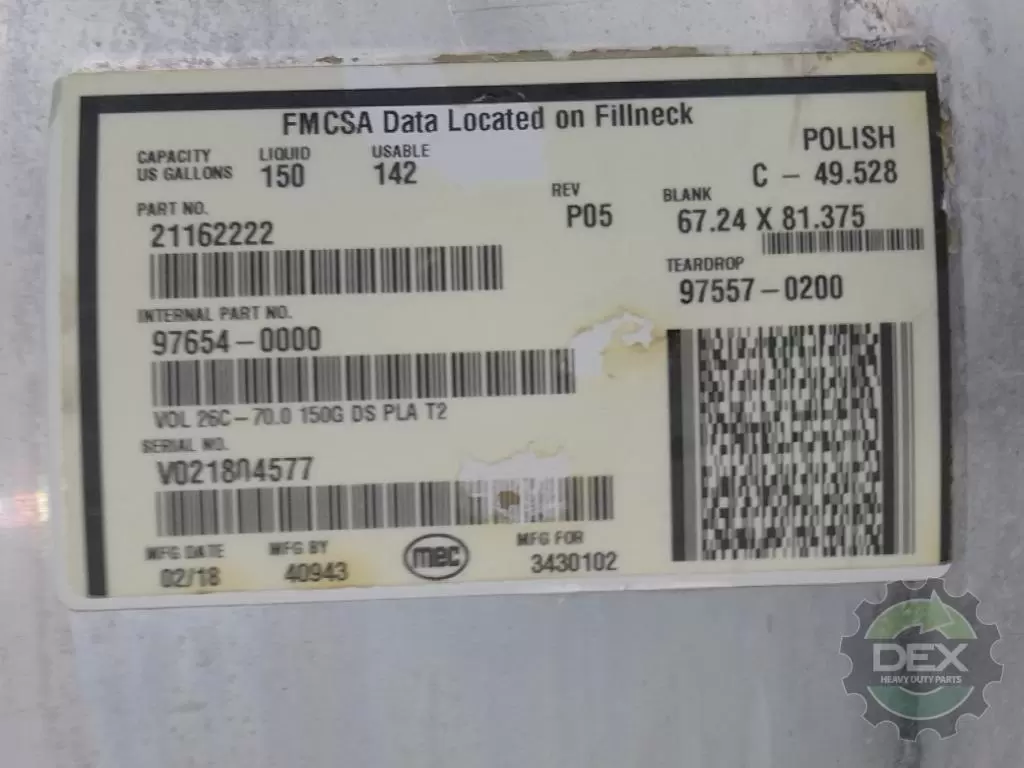 FMCSA Data Located on Fillneck
CAPACITY
US GALLONS
LIQUID
150
USABLE
142
POLISH
C - 49.528
PART NO.
21162222
REV
P05
BLANK
67.24 X 81.375
TEARDROP
97557-0200
INTERNAL PART NO.
97654-0000
VOL 26C-70.0 150G DS PLA T2
SERIAL NO.
V021804577
MFG DATE
02/18
MFG BY
40943
mec
MFG FOR
3430102
DEX
HEAVY DUTY PARTS